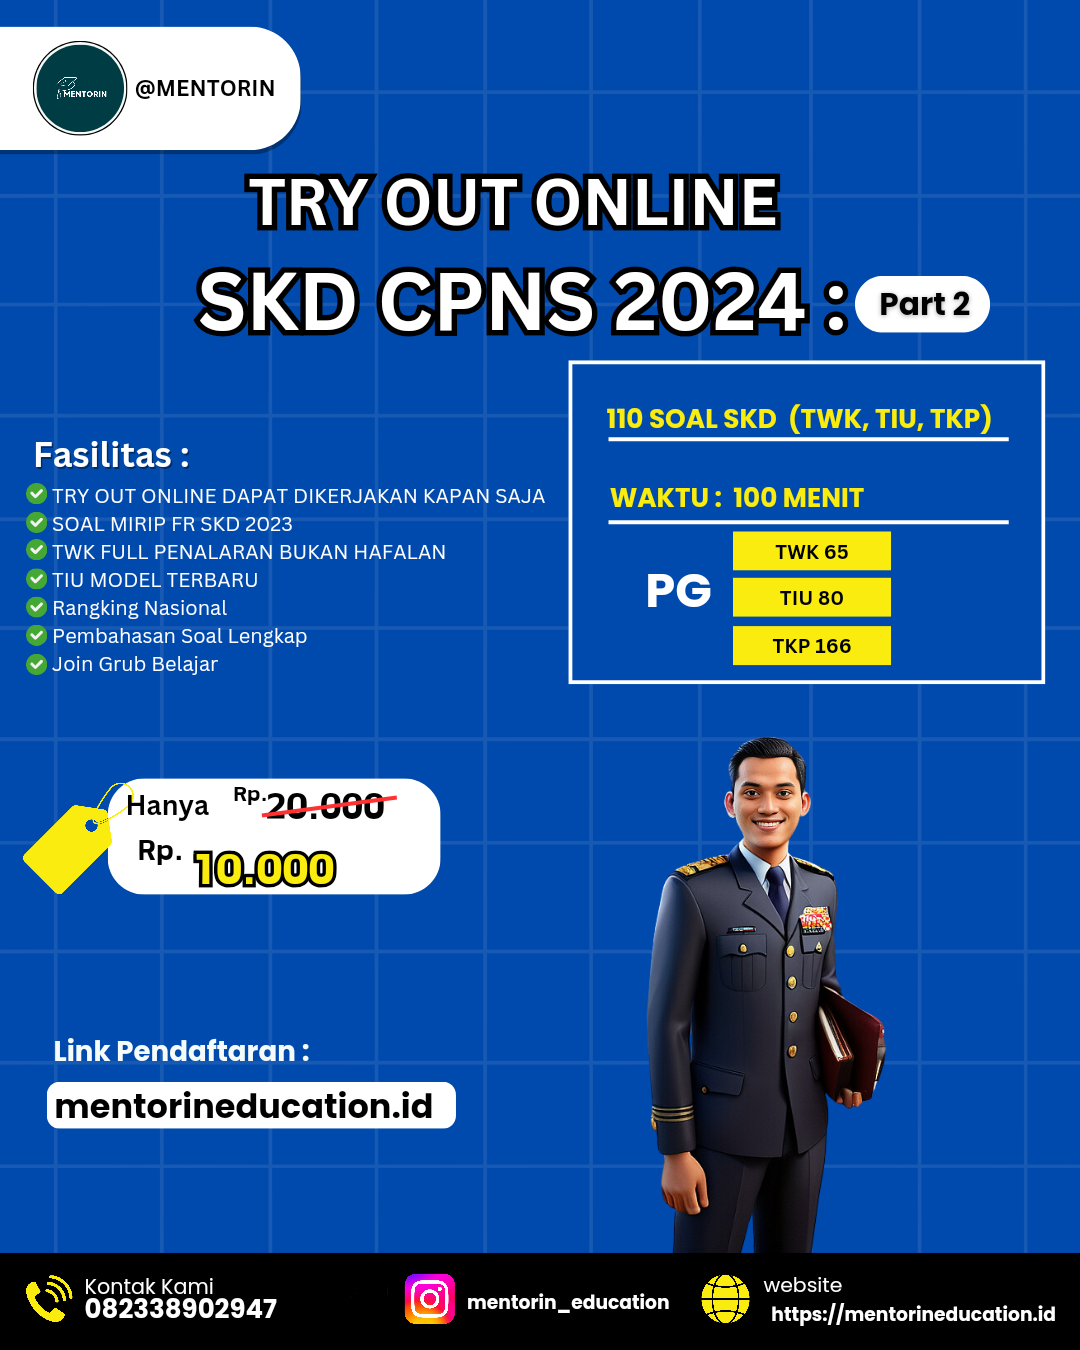 MENTORIN
@MENTORIN
TRY OUT ONLINE
SKD CPNS 2024 :
Part 2
110 SOAL SKD (TWK, TIU, TKP)
WAKTU : 100 MENIT
PG
TWK 65
TIU 80
TKP 166
Fasilitas :
TRY OUT ONLINE DAPAT DIKERJAKAN KAPAN SAJA
SOAL MIRIP FR SKD 2023
TWK FULL PENALARAN BUKAN HAFALAN
TIU MODEL TERBARU
Rangking Nasional
Pembahasan Soal Lengkap
Join Grub Belajar
Hanya Rp. 20.000
Rp. 10.000
Link Pendaftaran :
mentorineducation.id
Kontak Kami
082338902947
mentorin_education
website
https://mentorineducation.id